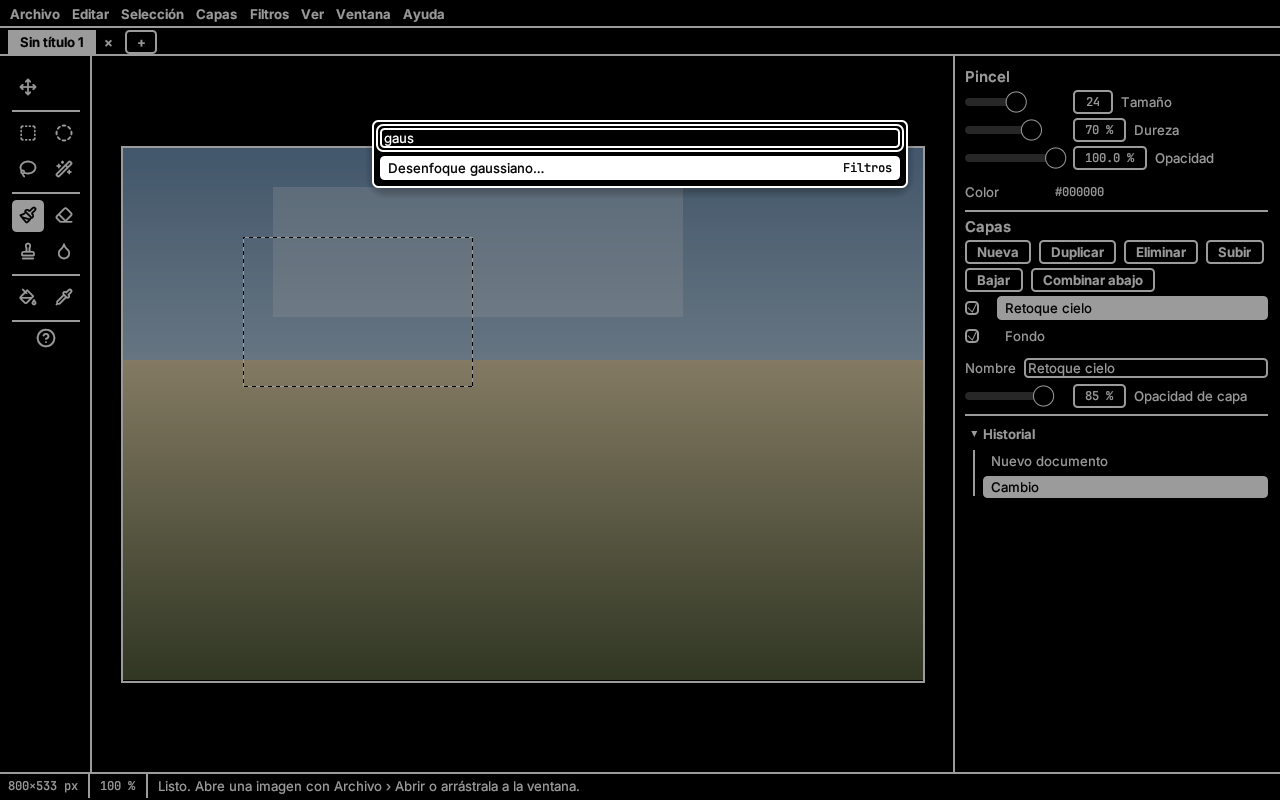 Archivo Editar Selección Capas Filtros Ver Ventana Ayuda
Sin título 1 × +
gaus
Desenfoque gaussiano... Filtros
Pincel
24 Tamaño
70 % Dureza
100.0 % Opacidad
Color #000000
Capas
Nueva Duplicar Eliminar Subir
Bajar Combinar abajo
Retoque cielo
Fondo
Nombre Retoque cielo
85 % Opacidad de capa
▼ Historial
Nuevo documento
Cambio
800×533 px 100 % Listo. Abre una imagen con Archivo › Abrir o arrástrala a la ventana.